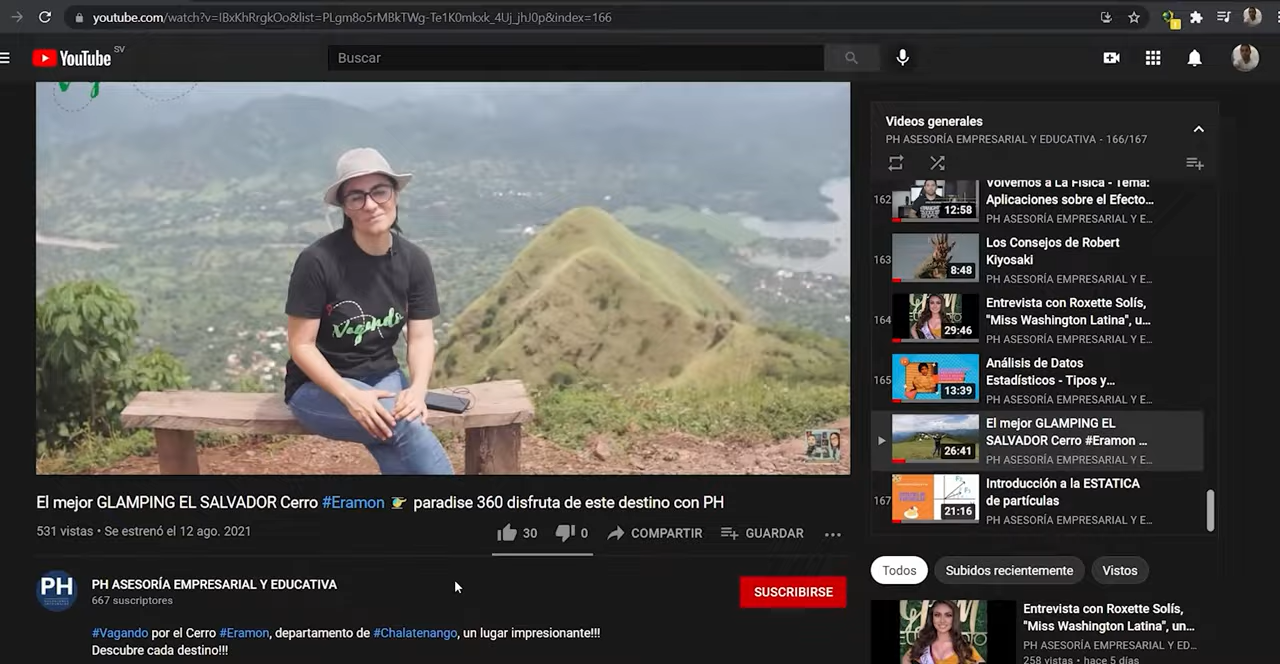 youtube.com/watch?v=IBxKhRrgkOo&list=PLgm8o5rMBkTWg-Te1K0mkxk_4Uj_jhJ0p&index=166
YouTube SV
Buscar
Vagando
El mejor GLAMPING EL SALVADOR Cerro #Eramon 👉 paradise 360 disfruta de este destino con PH
531 vistas • Se estrenó el 12 ago. 2021
30
0
COMPARTIR
GUARDAR
PH
PH ASESORÍA EMPRESARIAL Y EDUCATIVA
667 suscriptores
SUSCRIBIRSE
#Vagando por el Cerro #Eramon, departamento de #Chalatenango, un lugar impresionante!!!
Descubre cada destino!!!
Videos generales
PH ASESORÍA EMPRESARIAL Y EDUCATIVA - 166/167
162
12:58
Volvemos a La Física - Tema:
Aplicaciones sobre el Efecto...
PH ASESORÍA EMPRESARIAL Y E...
163
8:48
Los Consejos de Robert
Kiyosaki
PH ASESORÍA EMPRESARIAL Y E...
164
29:46
Entrevista con Roxette Solís,
"Miss Washington Latina", u...
PH ASESORÍA EMPRESARIAL Y E...
165
13:39
Análisis de Datos
Estadísticos - Tipos y...
PH ASESORÍA EMPRESARIAL Y E...
26:41
El mejor GLAMPING EL
SALVADOR Cerro #Eramon ...
PH ASESORÍA EMPRESARIAL Y E...
167
21:16
Introducción a la ESTATICA
de partículas
PH ASESORÍA EMPRESARIAL Y E...
Todos
Subidos recientemente
Vistos
Entrevista con Roxette Solís,
"Miss Washington Latina", un...
PH ASESORÍA EMPRESARIAL Y ED...
258 vistas • hace 5 días